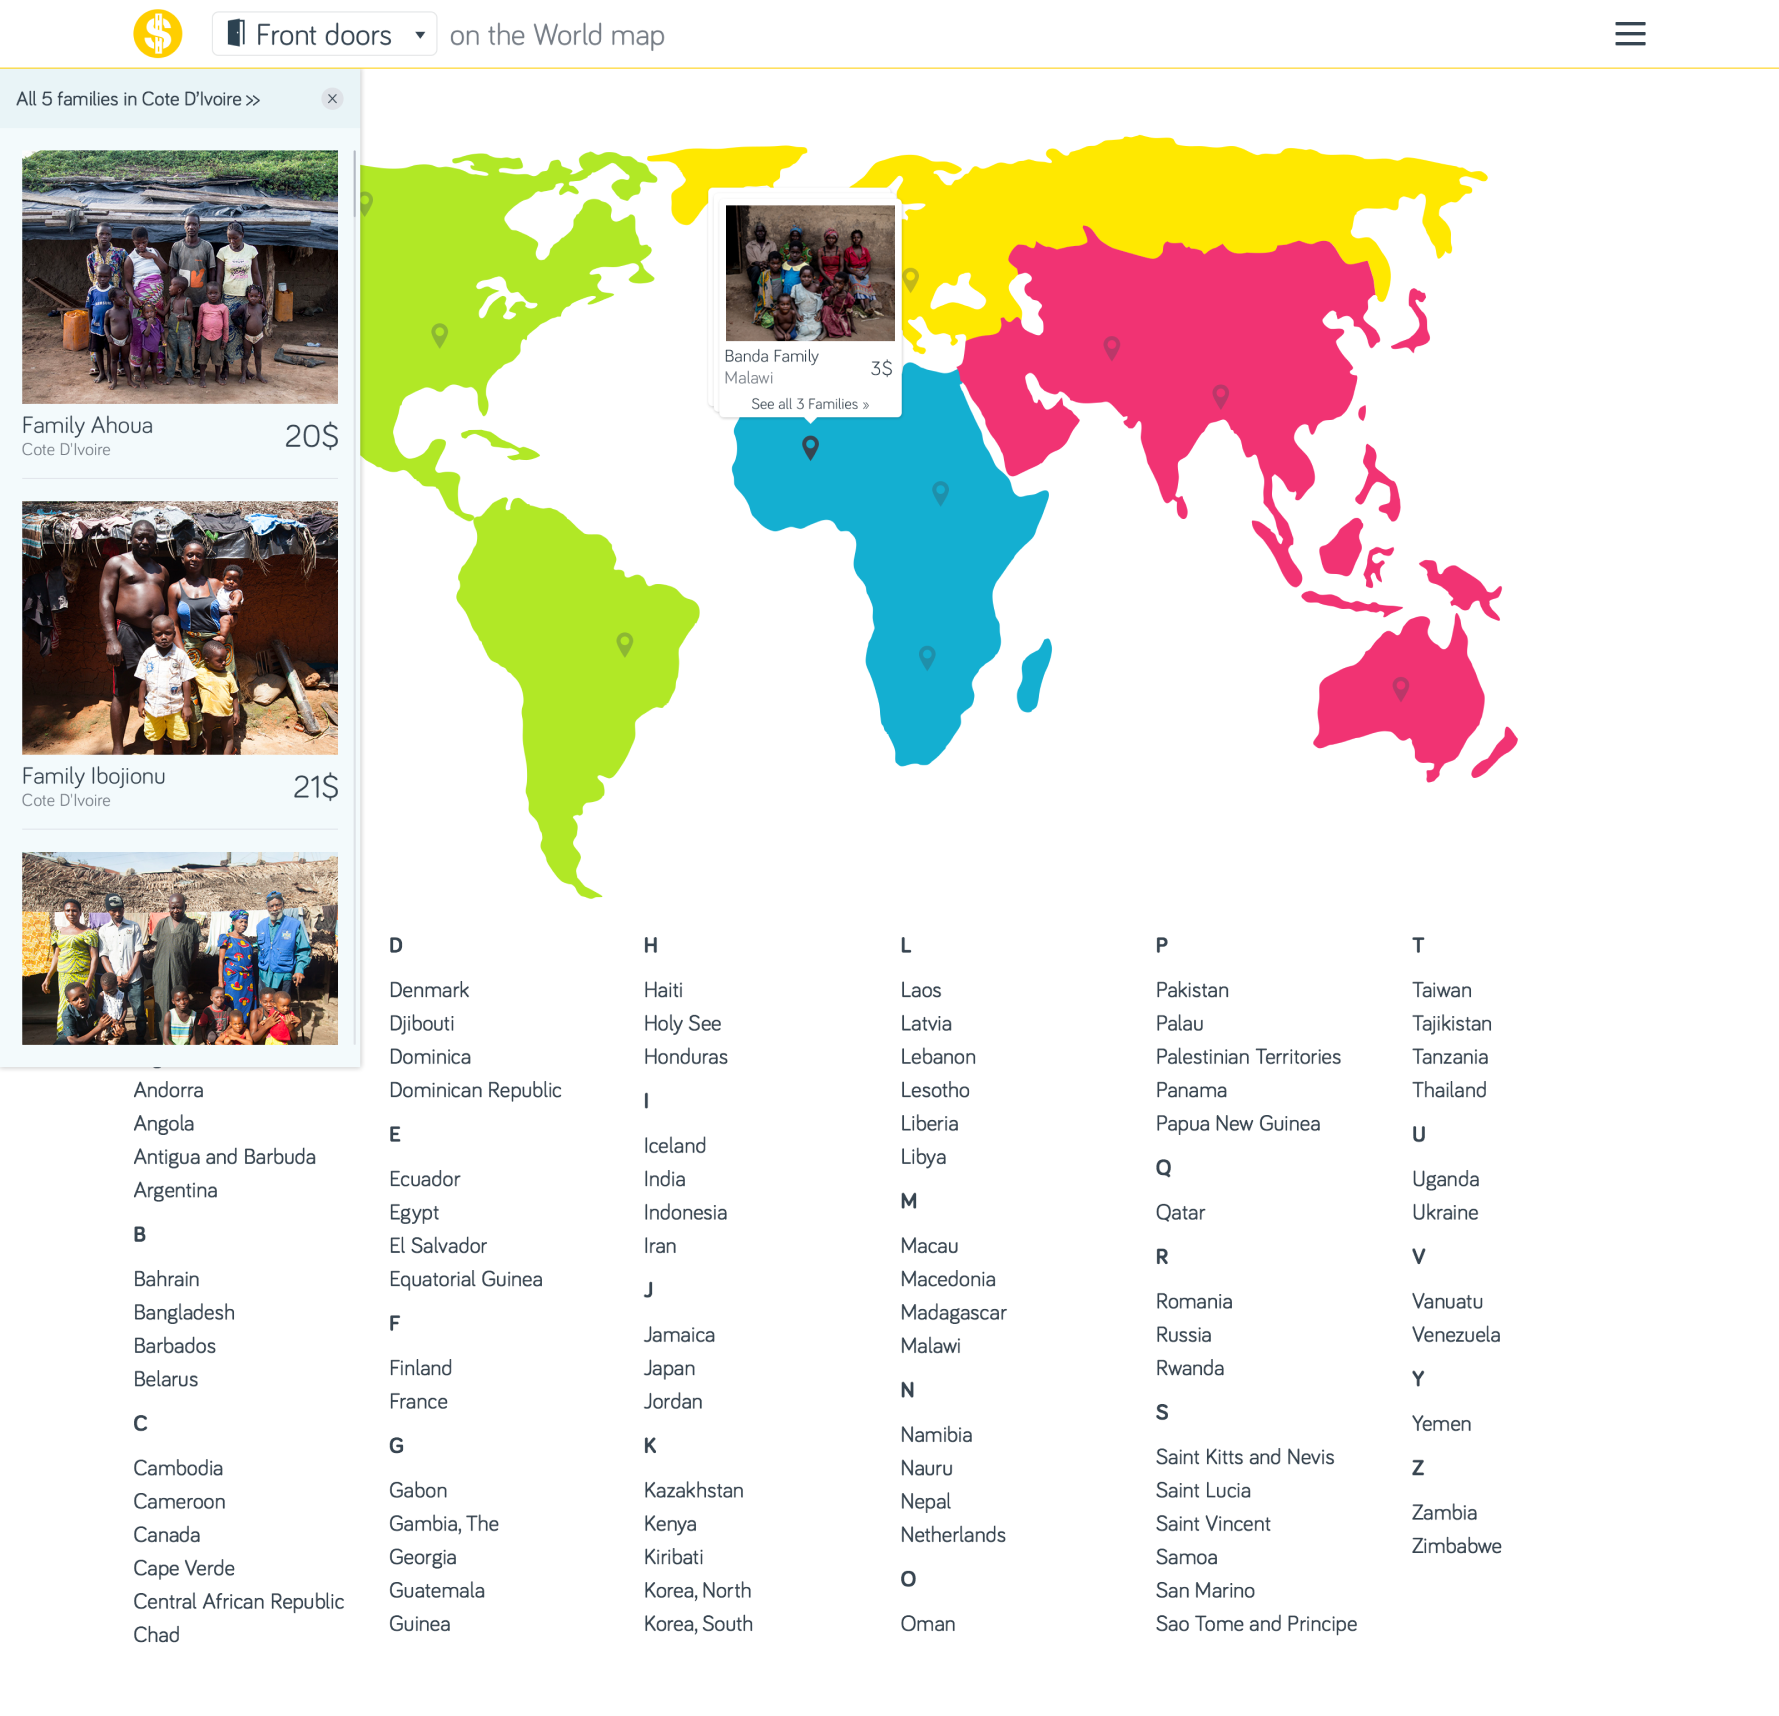 Front doors on the World map
All 5 families in Cote D'Ivoire >>
Family Ahoua
Cote D'Ivoire
20$
Family Ibojionu
Cote D'Ivoire
21$
Banda Family
Malawi
3$
See all 3 Families »
Andorra
Angola
Antigua and Barbuda
Argentina
B
Bahrain
Bangladesh
Barbados
Belarus
C
Cambodia
Cameroon
Canada
Cape Verde
Central African Republic
Chad
D
Denmark
Djibouti
Dominica
Dominican Republic
E
Ecuador
Egypt
El Salvador
Equatorial Guinea
F
Finland
France
G
Gabon
Gambia, The
Georgia
Guatemala
Guinea
H
Haiti
Holy See
Honduras
I
Iceland
India
Indonesia
Iran
J
Jamaica
Japan
Jordan
K
Kazakhstan
Kenya
Kiribati
Korea, North
Korea, South
L
Laos
Latvia
Lebanon
Lesotho
Liberia
Libya
M
Macau
Macedonia
Madagascar
Malawi
N
Namibia
Nauru
Nepal
Netherlands
O
Oman
P
Pakistan
Palau
Palestinian Territories
Panama
Papua New Guinea
Q
Qatar
R
Romania
Russia
Rwanda
S
Saint Kitts and Nevis
Saint Lucia
Saint Vincent
Samoa
San Marino
Sao Tome and Principe
T
Taiwan
Tajikistan
Tanzania
Thailand
U
Uganda
Ukraine
V
Vanuatu
Venezuela
Y
Yemen
Z
Zambia
Zimbabwe